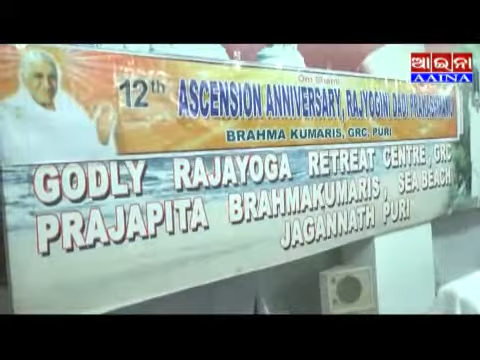 ଆଇନା
AAINA
Om Shanti
12th ASCENSION ANNIVERSARY, RAJYOGINI DADI PRAKASHMANI
BRAHMA KUMARIS, GRC, PURI
GODLY RAJAYOGA RETREAT CENTRE, GRC
PRAJAPITA BRAHMAKUMARIS, SEA BEACH
JAGANNATH PURI